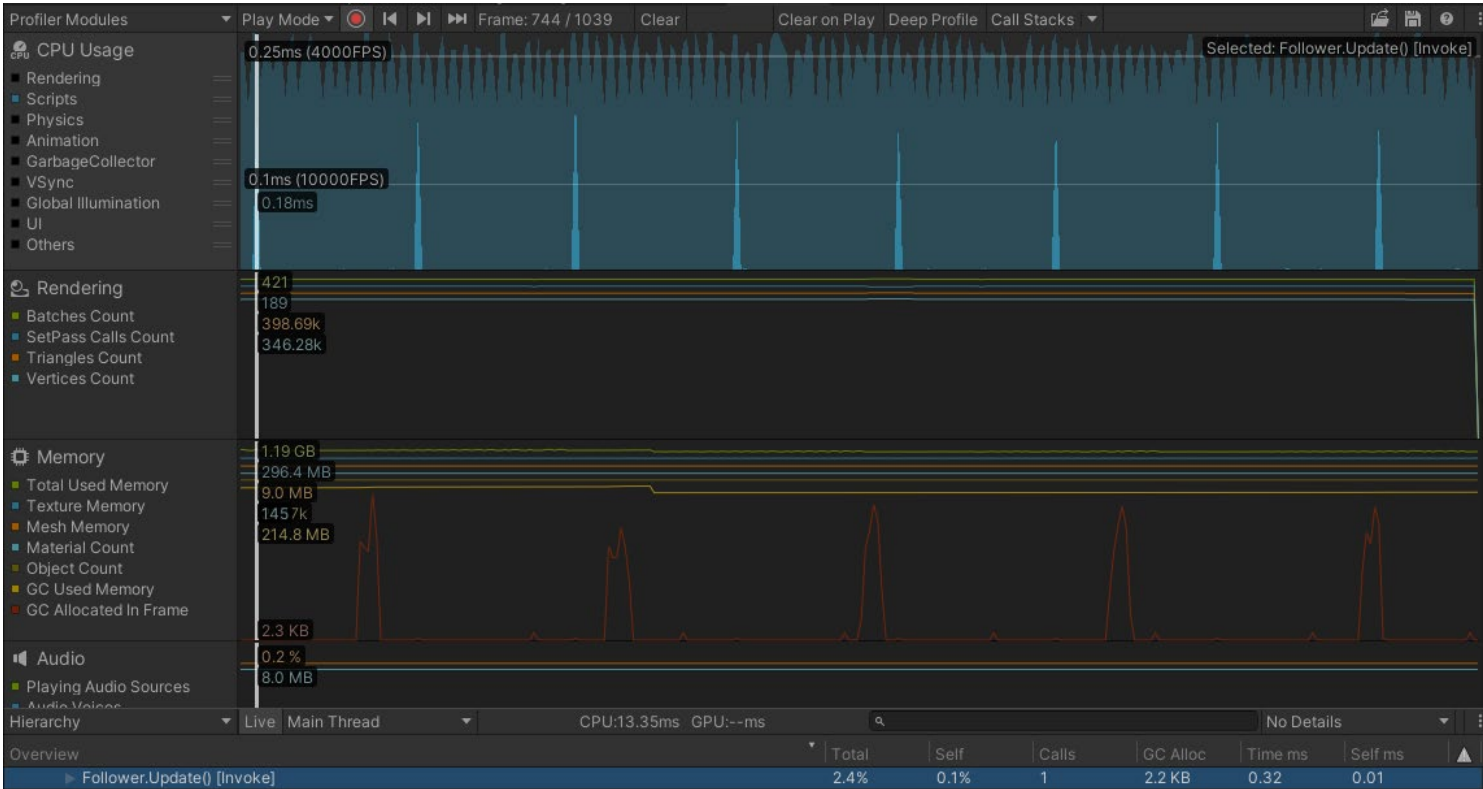 Profiler Modules Play Mode Frame: 744 / 1039 Clear Clear on Play Deep Profile Call Stacks
CPU Usage
Rendering
Scripts
Physics
Animation
GarbageCollector
VSync
Global Illumination
UI
Others
0.25ms (4000FPS)
Selected: Follower.Update() [Invoke]
0.1ms (10000FPS)
0.18ms
Rendering
Batches Count
SetPass Calls Count
Triangles Count
Vertices Count
421
189
398.69k
346.28k
Memory
Total Used Memory
Texture Memory
Mesh Memory
Material Count
Object Count
GC Used Memory
GC Allocated In Frame
1.19 GB
296.4 MB
9.0 MB
1457k
214.8 MB
2.3 KB
Audio
Playing Audio Sources
Audio Voices
0.2 %
8.0 MB
Hierarchy Live Main Thread CPU:13.35ms GPU:--ms No Details
Overview Total Self Calls GC Alloc Time ms Self ms
Follower.Update() [Invoke] 2.4% 0.1% 1 2.2 KB 0.32 0.01